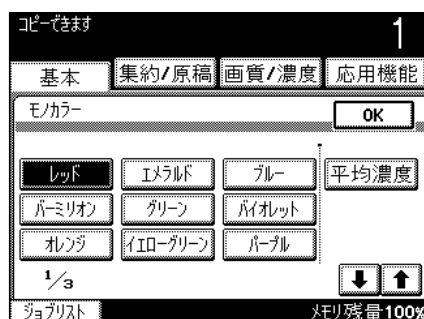 コピーできます 1
基本 集約/原稿 画質/濃度 応用機能
モノカラー OK
レッド エメラルド ブルー 平均濃度
バーミリオン グリーン バイオレット
オレンジ イエローグリーン パープル
1/3
ジョブリスト メモリ残量100%